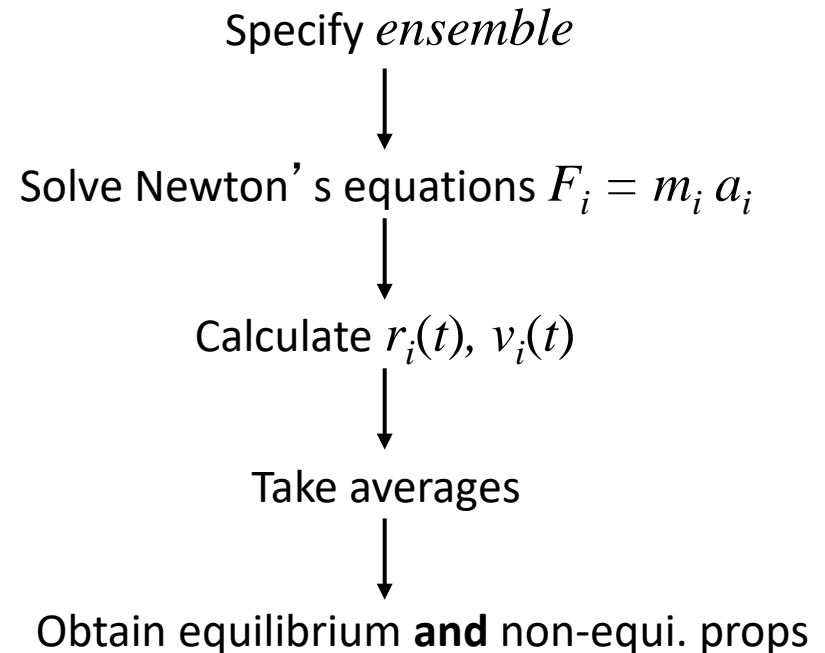 Specify ensemble
Solve Newton's equations F_i = m_i a_i
Calculate r_i(t), v_i(t)
Take averages
Obtain equilibrium and non-equi. props